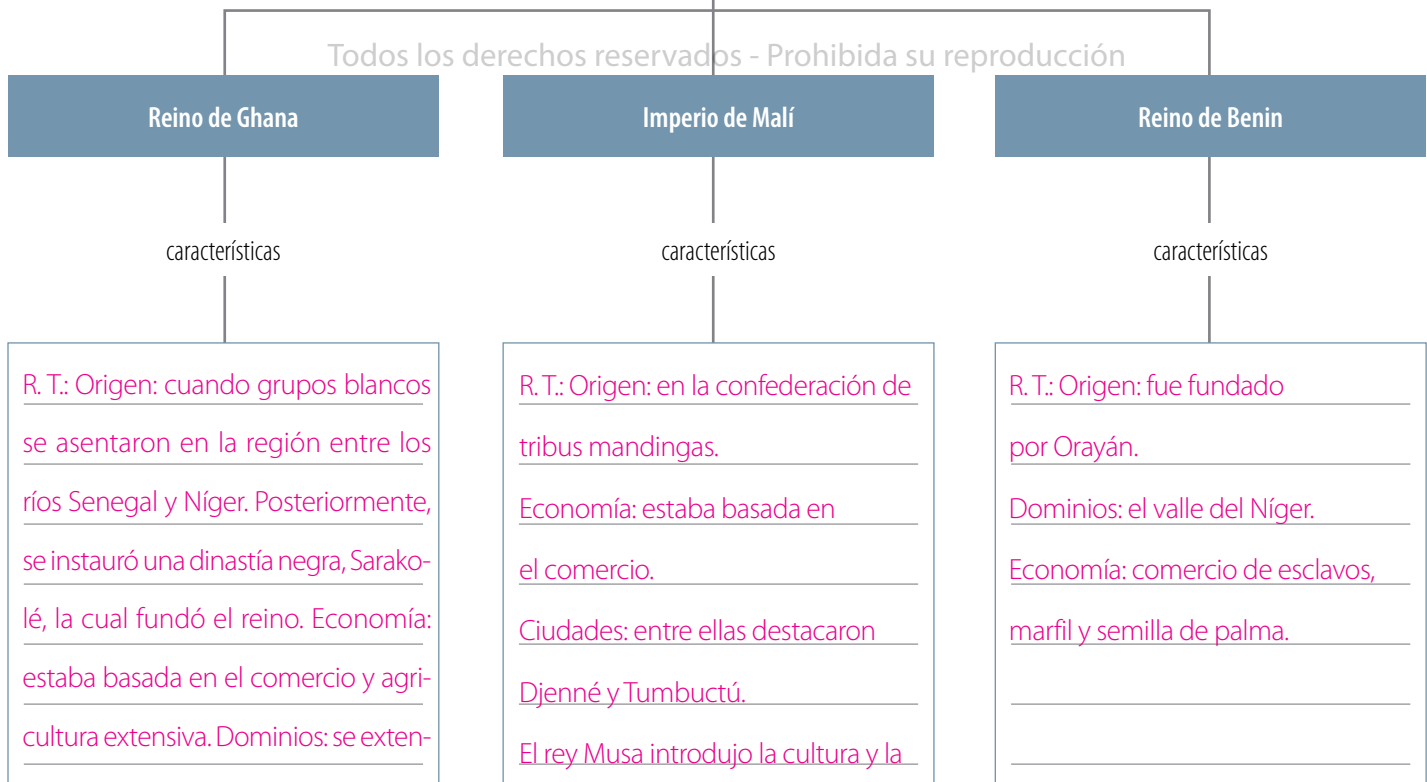 Todos los derechos reservados - Prohibida su reproducción
Reino de Ghana
Imperio de Malí
Reino de Benin
características
características
características
R. T.: Origen: cuando grupos blancos
se asentaron en la región entre los
ríos Senegal y Níger. Posteriormente,
se instauró una dinastía negra, Sarako-
lé, la cual fundó el reino. Economía:
estaba basada en el comercio y agri-
cultura extensiva. Dominios: se exten-
R. T.: Origen: en la confederación de
tribus mandingas.
Economía: estaba basada en
el comercio.
Ciudades: entre ellas destacaron
Djenné y Tumbuctú.
El rey Musa introdujo la cultura y la
R. T.: Origen: fue fundado
por Orayán.
Dominios: el valle del Níger.
Economía: comercio de esclavos,
marfil y semilla de palma.